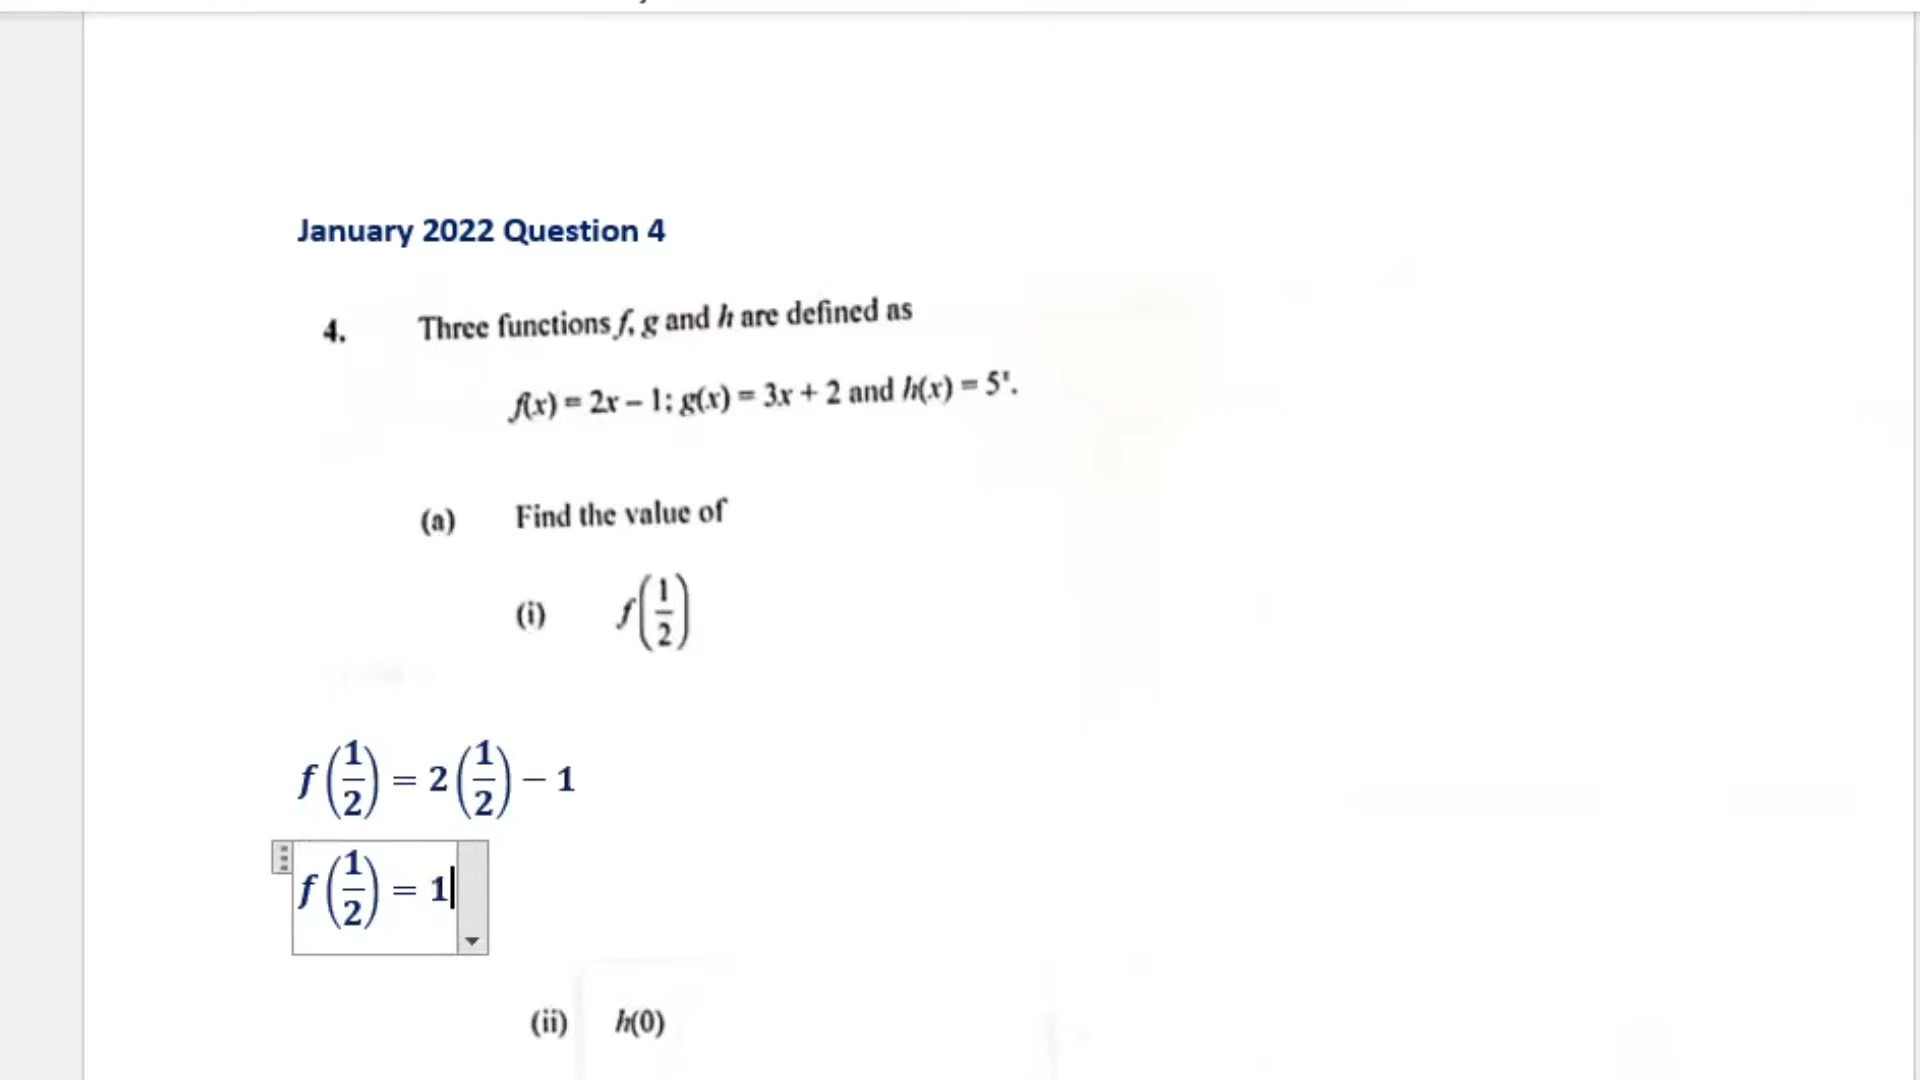 January 2022 Question 4
4. Three functions f, g and h are defined as
f(x) = 2x – 1; g(x) = 3x + 2 and h(x) = 5ˣ.
(a) Find the value of
(i) f(1/2)
f(1/2) = 2(1/2) − 1
f(1/2) = 1
(ii) h(0)